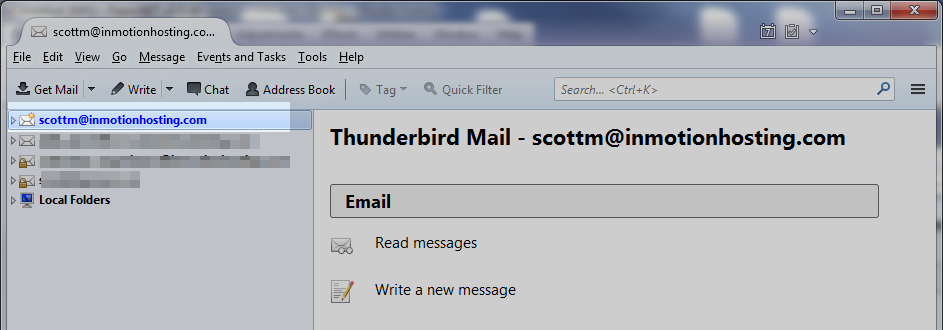 scottm@inmotionhosting.co...
File Edit View Go Message Events and Tasks Tools Help
Get Mail Write Chat Address Book Tag Quick Filter Search... <Ctrl+K>
scottm@inmotionhosting.com
Local Folders
Thunderbird Mail - scottm@inmotionhosting.com
Email
Read messages
Write a new message